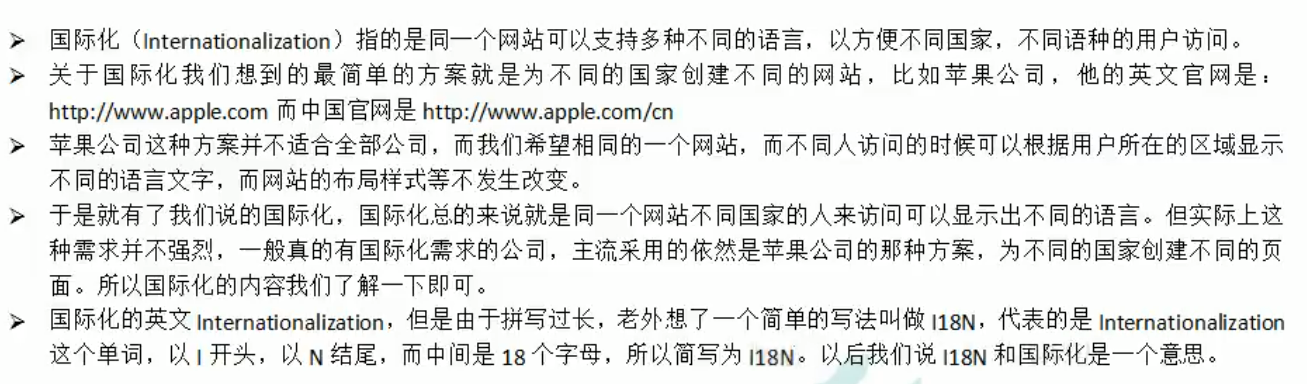 ➢ 国际化（Internationalization）指的是同一个网站可以支持多种不同的语言，以方便不同国家，不同语种的用户访问。
➢ 关于国际化我们想到的最简单的方案就是为不同的国家创建不同的网站，比如苹果公司，他的英文官网是：
http://www.apple.com 而中国官网是 http://www.apple.com/cn
➢ 苹果公司这种方案并不适合全部公司，而我们希望相同的一个网站，而不同人访问的时候可以根据用户所在的区域显示
不同的语言文字，而网站的布局样式等不发生改变。
➢ 于是就有了我们说的国际化，国际化总的来说就是同一个网站不同国家的人来访问可以显示出不同的语言。但实际上这
种需求并不强烈，一般真的有国际化需求的公司，主流采用的依然是苹果公司的那种方案，为不同的国家创建不同的页
面。所以国际化的内容我们了解一下即可。
➢ 国际化的英文 Internationalization，但是由于拼写过长，老外想了一个简单的写法叫做 I18N，代表的是 Internationalization
这个单词，以 I 开头，以 N 结尾，而中间是 18 个字母，所以简写为 I18N。以后我们说 I18N 和国际化是一个意思。